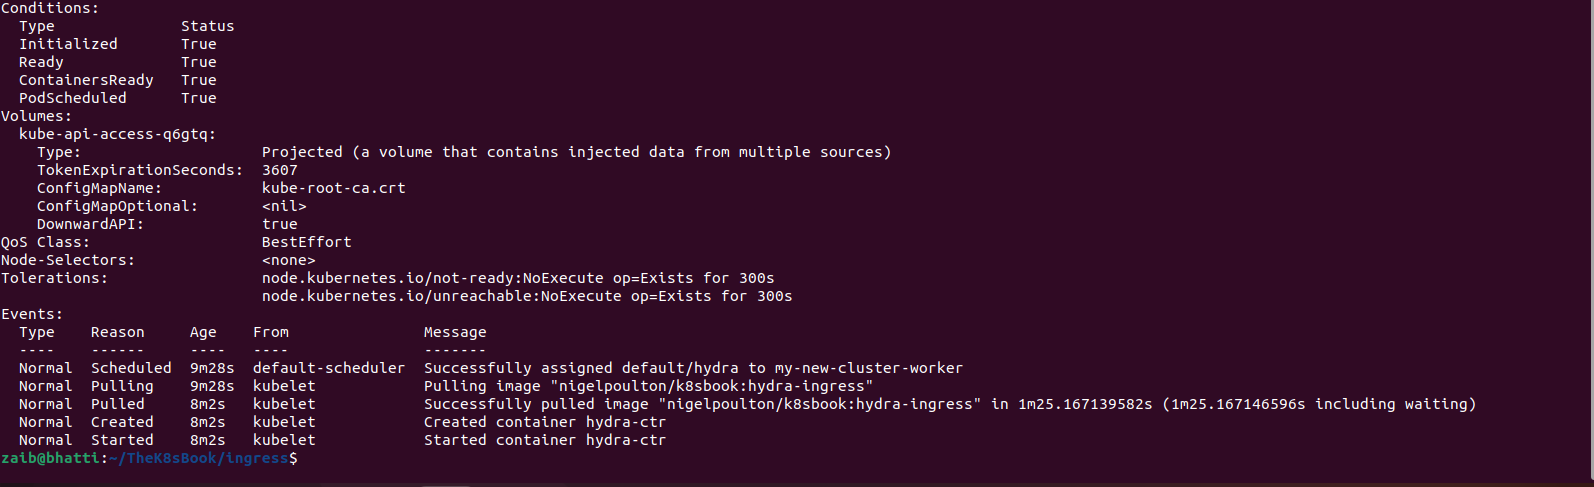 Conditions:
  Type              Status
  Initialized       True
  Ready             True
  ContainersReady   True
  PodScheduled      True
Volumes:
  kube-api-access-q6gtq:
    Type:                    Projected (a volume that contains injected data from multiple sources)
    TokenExpirationSeconds:  3607
    ConfigMapName:           kube-root-ca.crt
    ConfigMapOptional:       <nil>
    DownwardAPI:             true
QoS Class:                   BestEffort
Node-Selectors:              <none>
Tolerations:                 node.kubernetes.io/not-ready:NoExecute op=Exists for 300s
                             node.kubernetes.io/unreachable:NoExecute op=Exists for 300s
Events:
  Type    Reason     Age    From               Message
  ----    ------     ----   ----               -------
  Normal  Scheduled  9m28s  default-scheduler  Successfully assigned default/hydra to my-new-cluster-worker
  Normal  Pulling    9m28s  kubelet            Pulling image "nigelpoulton/k8sbook:hydra-ingress"
  Normal  Pulled     8m2s   kubelet            Successfully pulled image "nigelpoulton/k8sbook:hydra-ingress" in 1m25.167139582s (1m25.167146596s including waiting)
  Normal  Created    8m2s   kubelet            Created container hydra-ctr
  Normal  Started    8m2s   kubelet            Started container hydra-ctr
zaib@bhatti:~/TheK8sBook/ingress$